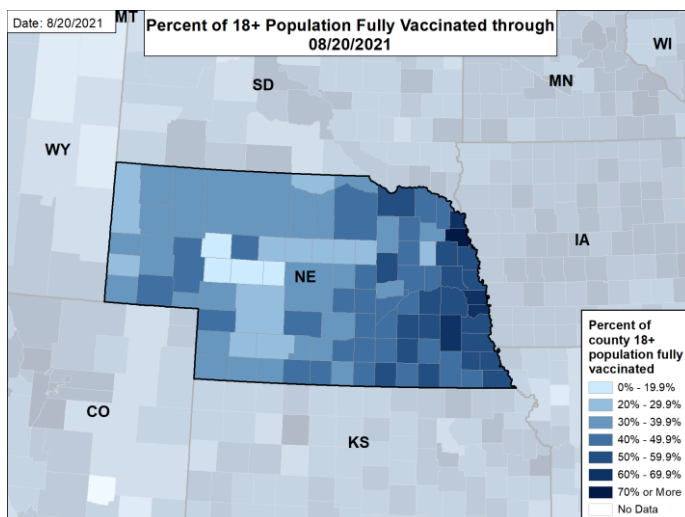 Date: 8/20/2021
MT
Percent of 18+ Population Fully Vaccinated through
08/20/2021
WI
SD
MN
WY
IA
NE
CO
KS
Percent of
county 18+
population fully
vaccinated
0% - 19.9%
20% - 29.9%
30% - 39.9%
40% - 49.9%
50% - 59.9%
60% - 69.9%
70% or More
No Data